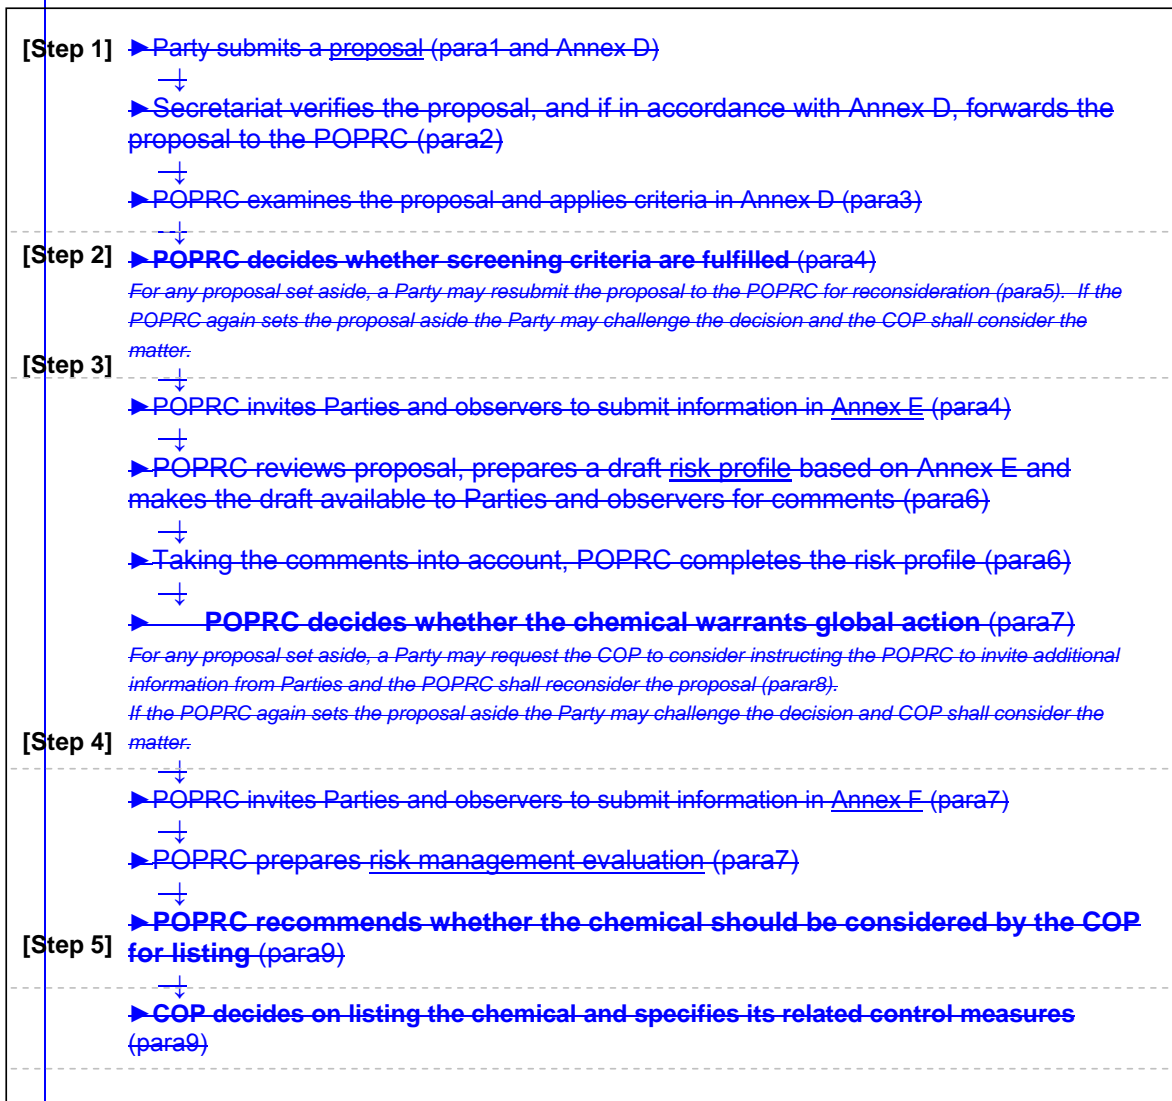 [Step 1] ►Party submits a proposal (para1 and Annex D)
→
►Secretariat verifies the proposal, and if in accordance with Annex D, forwards the
proposal to the POPRC (para2)
→
►POPRC examines the proposal and applies criteria in Annex D (para3)
→
[Step 2] ►POPRC decides whether screening criteria are fulfilled (para4)
For any proposal set aside, a Party may resubmit the proposal to the POPRC for reconsideration (para5). If the
POPRC again sets the proposal aside the Party may challenge the decision and the COP shall consider the
matter.
[Step 3]
→
►POPRC invites Parties and observers to submit information in Annex E (para4)
→
►POPRC reviews proposal, prepares a draft risk profile based on Annex E and
makes the draft available to Parties and observers for comments (para6)
→
►Taking the comments into account, POPRC completes the risk profile (para6)
→
► POPRC decides whether the chemical warrants global action (para7)
For any proposal set aside, a Party may request the COP to consider instructing the POPRC to invite additional
information from Parties and the POPRC shall reconsider the proposal (parar8).
If the POPRC again sets the proposal aside the Party may challenge the decision and COP shall consider the
[Step 4] matter.
→
►POPRC invites Parties and observers to submit information in Annex F (para7)
→
►POPRC prepares risk management evaluation (para7)
→
►POPRC recommends whether the chemical should be considered by the COP
[Step 5] for listing (para9)
→
►COP decides on listing the chemical and specifies its related control measures
(para9)